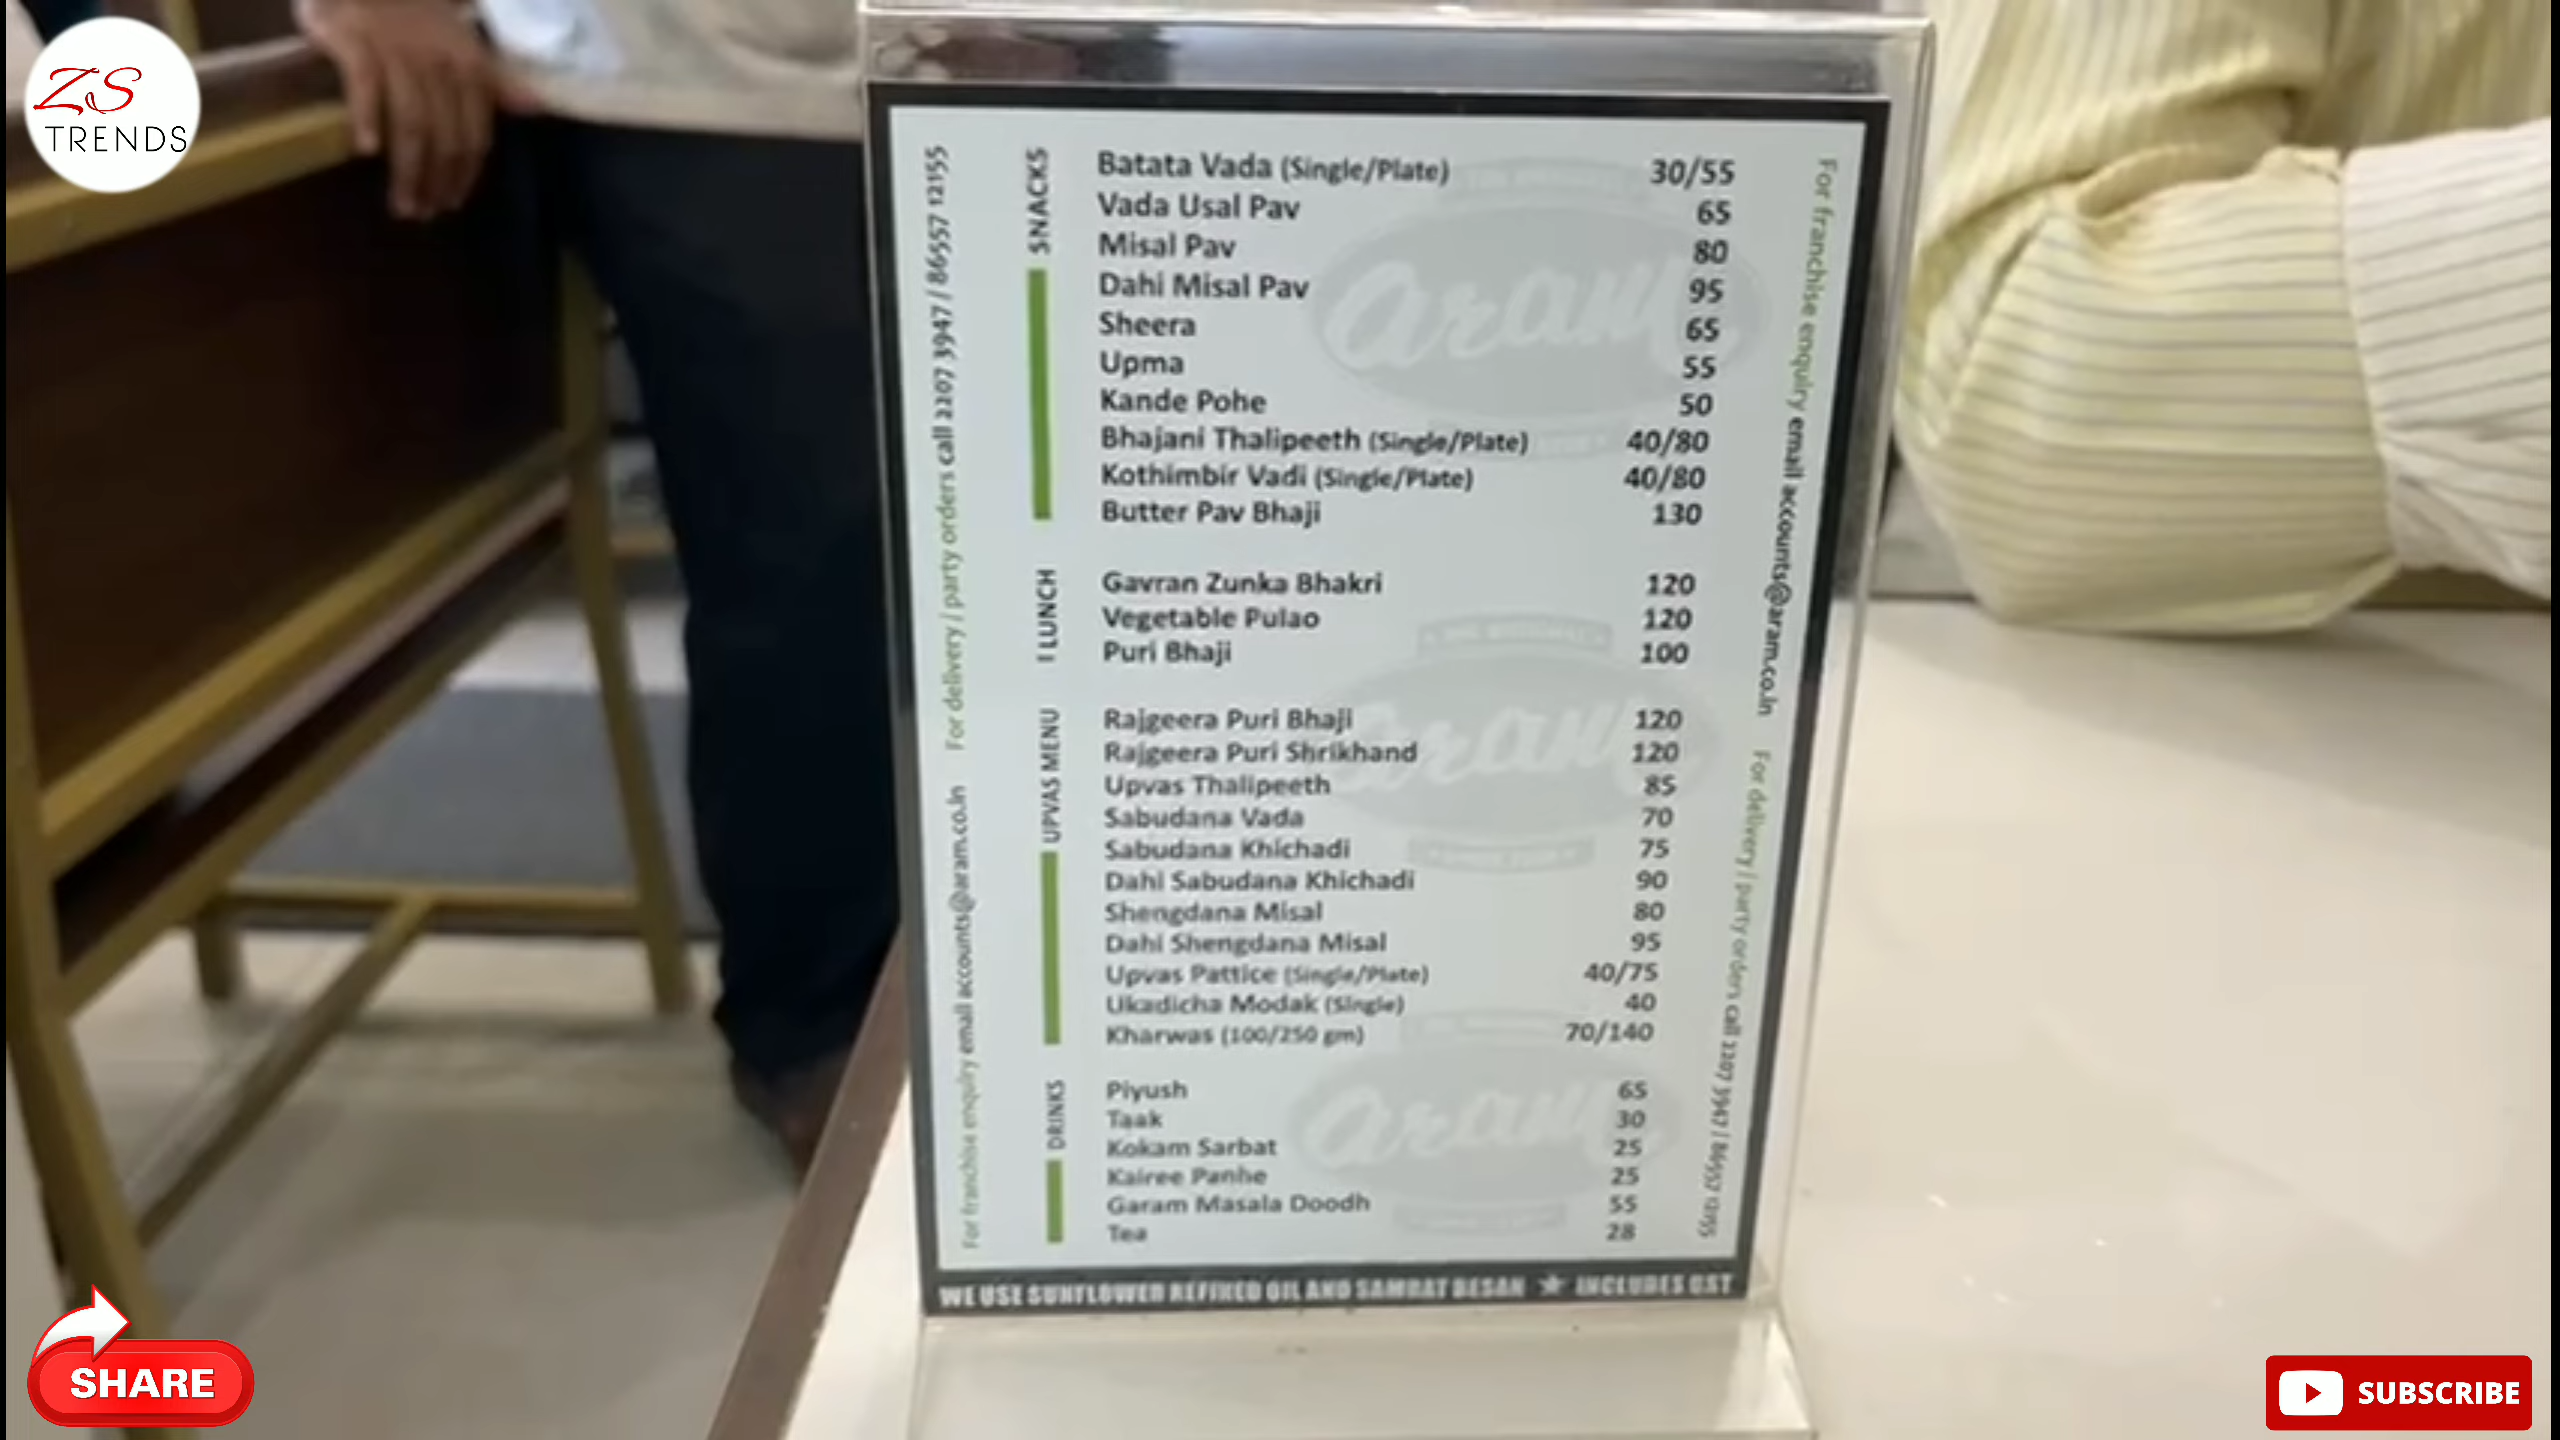 ZS
TRENDS
For delivery / party orders call 2207 3947 / 86557 12155
For franchise enquiry email accounts@aram.co.in
SNACKS
Batata Vada (Single/Plate) 30/55
Vada Usal Pav 65
Misal Pav 80
Dahi Misal Pav 95
Sheera 65
Upma 55
Kande Pohe 50
Bhajani Thalipeeth (Single/Plate) 40/80
Kothimbir Vadi (Single/Plate) 40/80
Butter Pav Bhaji 130
LUNCH
Gavran Zunka Bhakri 120
Vegetable Pulao 120
Puri Bhaji 100
UPVAS MENU
Rajgeera Puri Bhaji 120
Rajgeera Puri Shrikhand 120
Upvas Thalipeeth 85
Sabudana Vada 70
Sabudana Khichadi 75
Dahi Sabudana Khichadi 90
Shengdana Misal 80
Dahi Shengdana Misal 95
Upvas Pattice (Single/Plate) 40/75
Ukadicha Modak (Single) 40
Kharwas (100/250 gm) 70/140
DRINKS
Piyush 65
Taak 30
Kokam Sarbat 25
Kairee Panhe 25
Garam Masala Doodh 55
Tea 28
For franchise enquiry email accounts@aram.co.in
For delivery / party orders call 2207 3947 / 86557 12155
aram
aram
aram
WE USE SUNFLOWER REFINED OIL AND SAMRAT BESAN ★ INCLUDES GST
SHARE
SUBSCRIBE